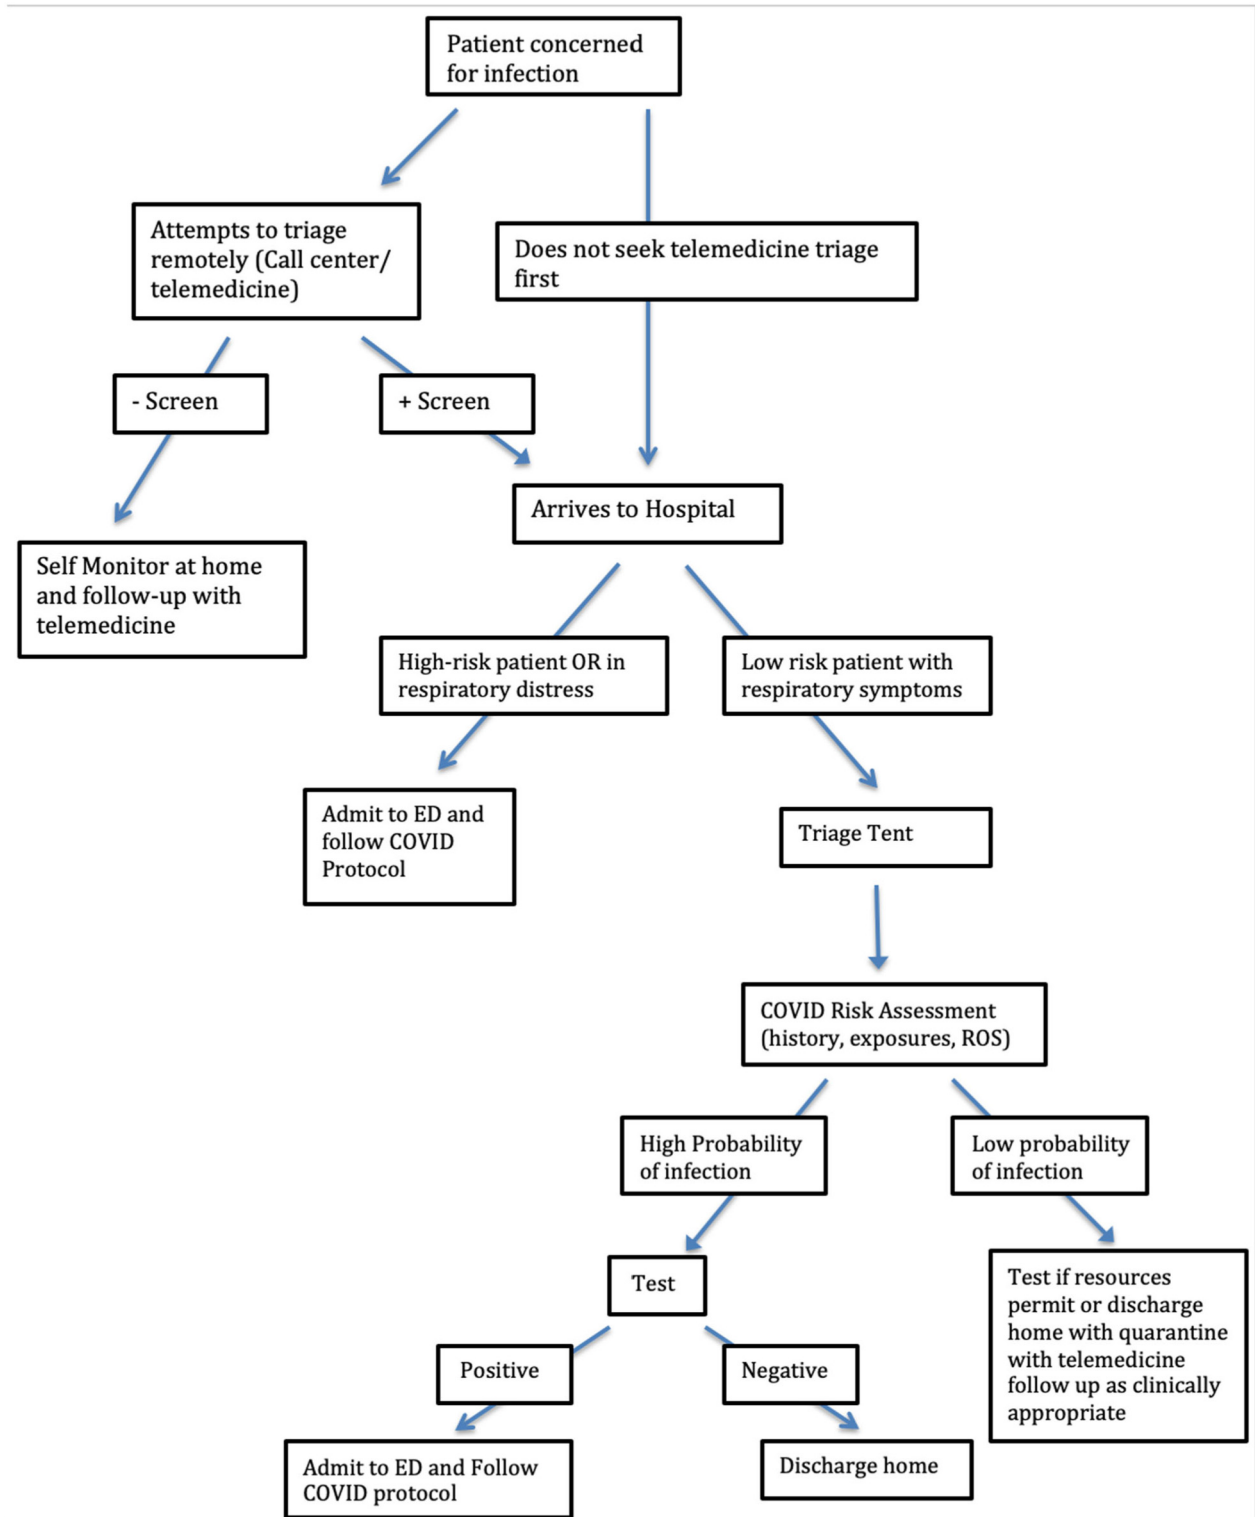 Patient concerned
for infection
Attempts to triage
remotely (Call center/
telemedicine)
Does not seek telemedicine triage
first
- Screen
+ Screen
Arrives to Hospital
Self Monitor at home
and follow-up with
telemedicine
High-risk patient OR in
respiratory distress
Low risk patient with
respiratory symptoms
Admit to ED and
follow COVID
Protocol
Triage Tent
COVID Risk Assessment
(history, exposures, ROS)
High Probability
of infection
Low probability
of infection
Test
Test if resources
permit or discharge
home with quarantine
with telemedicine
follow up as clinically
appropriate
Positive
Negative
Admit to ED and Follow
COVID protocol
Discharge home